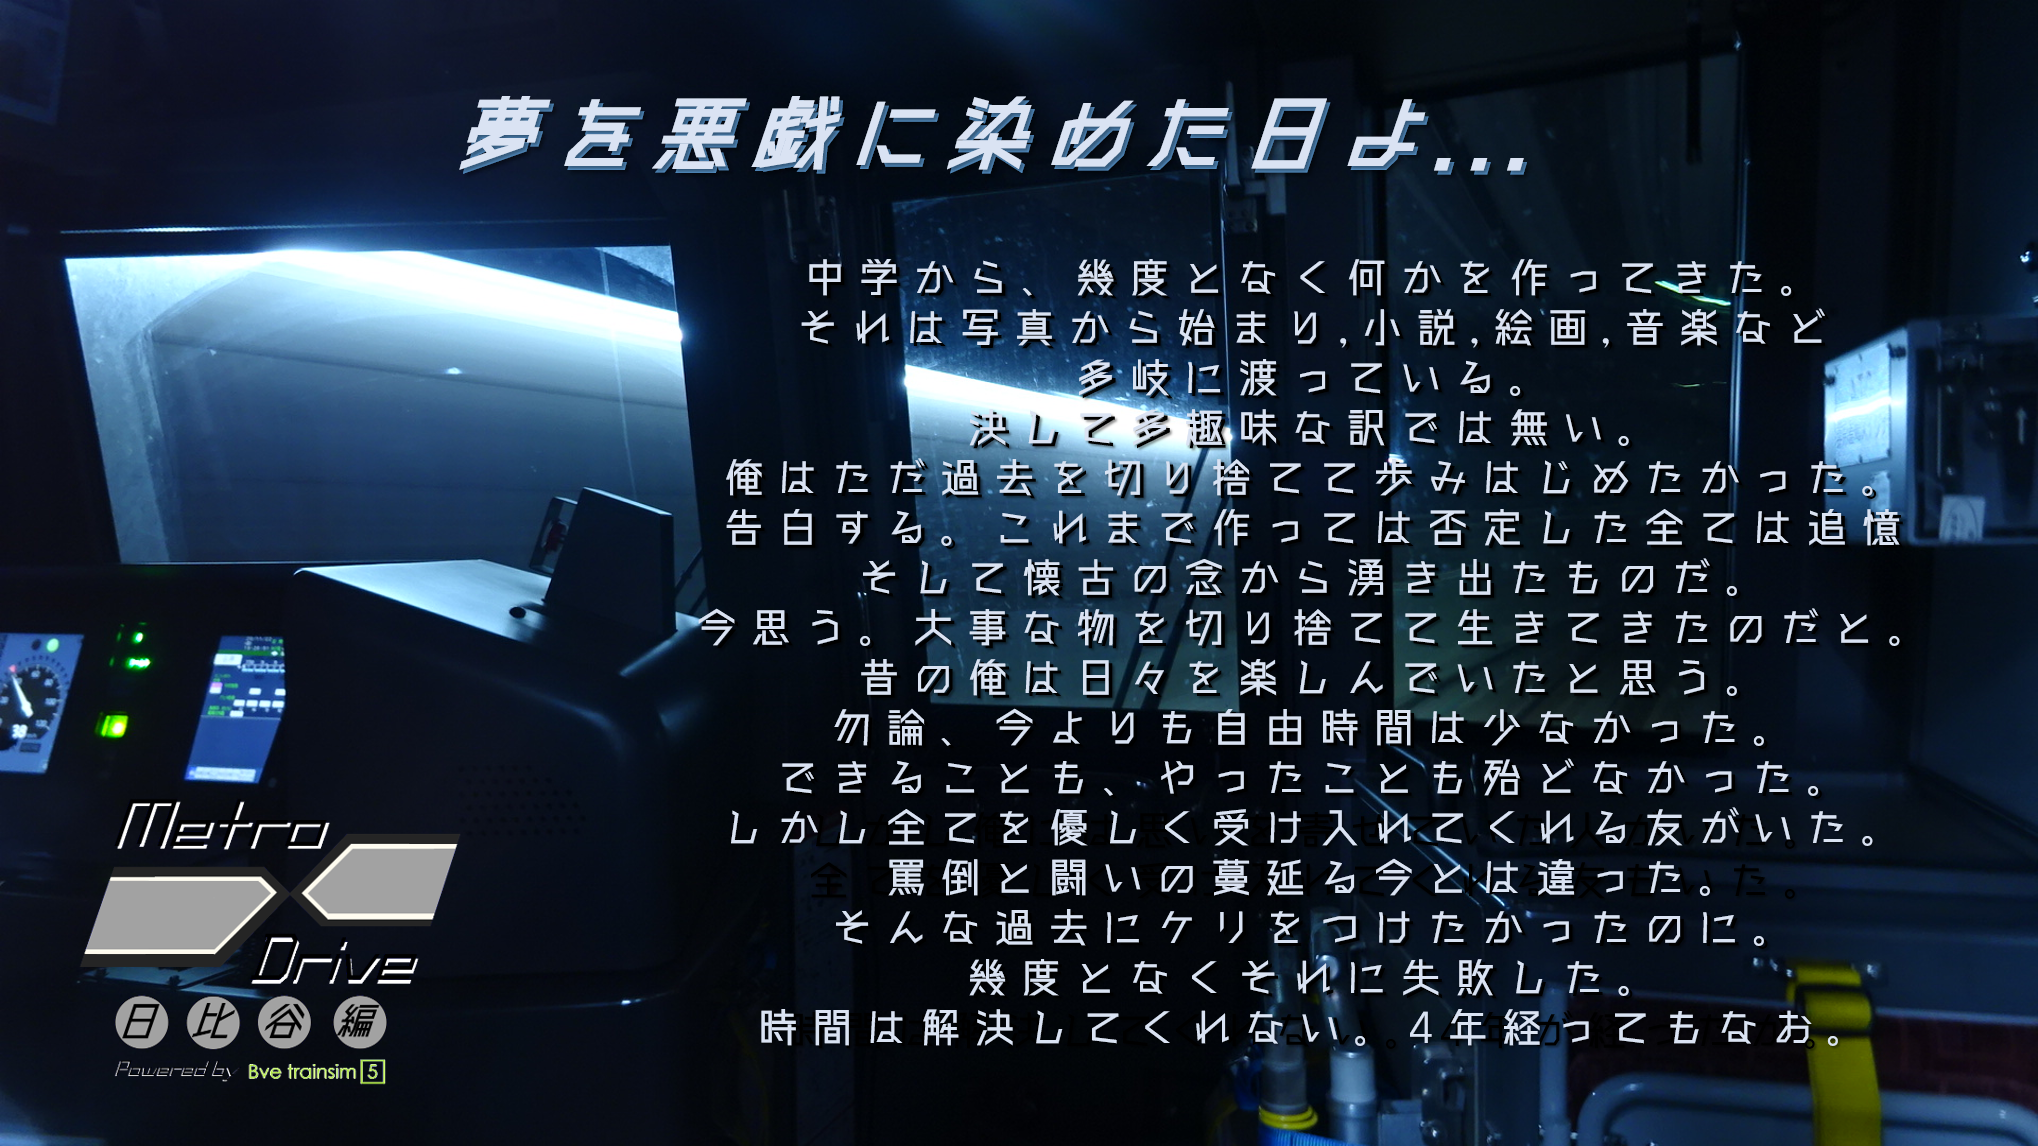 夢を悪戯に染めた日よ...
中学から、幾度となく何かを作ってきた。
それは写真から始まり,小説,絵画,音楽など
多岐に渡っている。
決して多趣味な訳では無い。
俺はただ過去を切り捨てて歩みはじめたかった。
告白する。これまで作っては否定した全ては追憶
そして懐古の念から湧き出たものだ。
今思う。大事な物を切り捨てて生きてきたのだと。
昔の俺は日々を楽しんでいたと思う。
勿論、今よりも自由時間は少なかった。
できることも、やったことも殆どなかった。
しかし全てを優しく受け入れてくれる友がいた。
罵倒と闘いの蔓延る今とは違った。
そんな過去にケリをつけたかったのに。
幾度となくそれに失敗した。
時間は解決してくれない。4年経ってもなお。
Metro
Drive
日比谷編
Powered by Bve trainsim 5